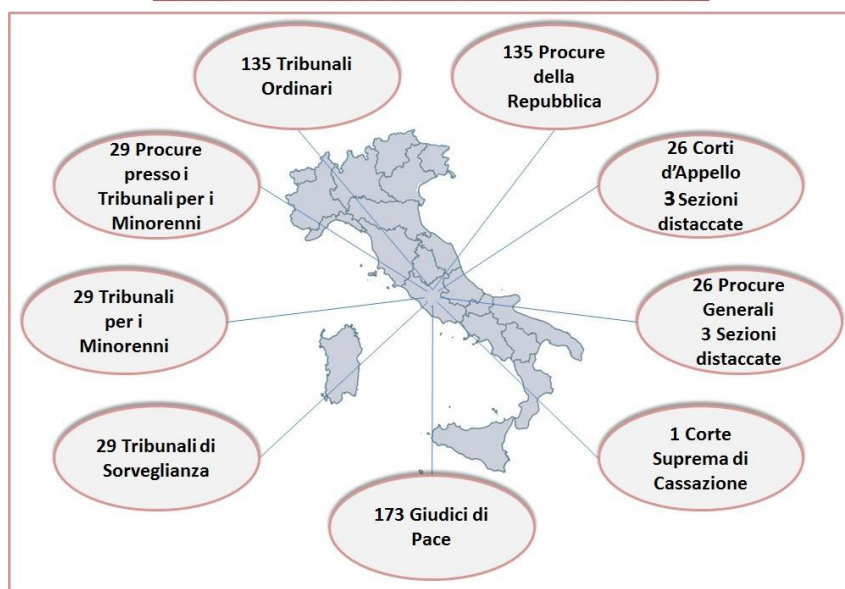 135 Tribunali
Ordinari
135 Procure
della
Repubblica
29 Procure
presso i
Tribunali per i
Minorenni
26 Corti
d'Appello
3 Sezioni
distaccate
29 Tribunali
per i
Minorenni
26 Procure
Generali
3 Sezioni
distaccate
29 Tribunali di
Sorveglianza
1 Corte
Suprema di
Cassazione
173 Giudici di
Pace